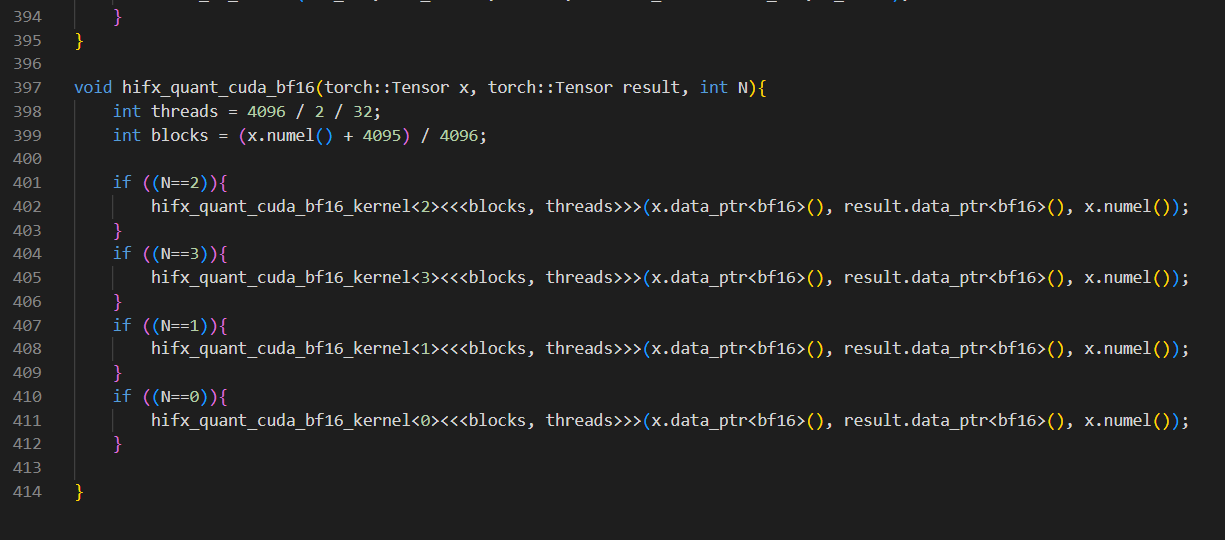 394 }
395 }
396
397 void hifx_quant_cuda_bf16(torch::Tensor x, torch::Tensor result, int N){
398 int threads = 4096 / 2 / 32;
399 int blocks = (x.numel() + 4095) / 4096;
400
401 if ((N==2)){
402 hifx_quant_cuda_bf16_kernel<2><<<blocks, threads>>>(x.data_ptr<bf16>(), result.data_ptr<bf16>(), x.numel());
403 }
404 if ((N==3)){
405 hifx_quant_cuda_bf16_kernel<3><<<blocks, threads>>>(x.data_ptr<bf16>(), result.data_ptr<bf16>(), x.numel());
406 }
407 if ((N==1)){
408 hifx_quant_cuda_bf16_kernel<1><<<blocks, threads>>>(x.data_ptr<bf16>(), result.data_ptr<bf16>(), x.numel());
409 }
410 if ((N==0)){
411 hifx_quant_cuda_bf16_kernel<0><<<blocks, threads>>>(x.data_ptr<bf16>(), result.data_ptr<bf16>(), x.numel());
412 }
413
414 }